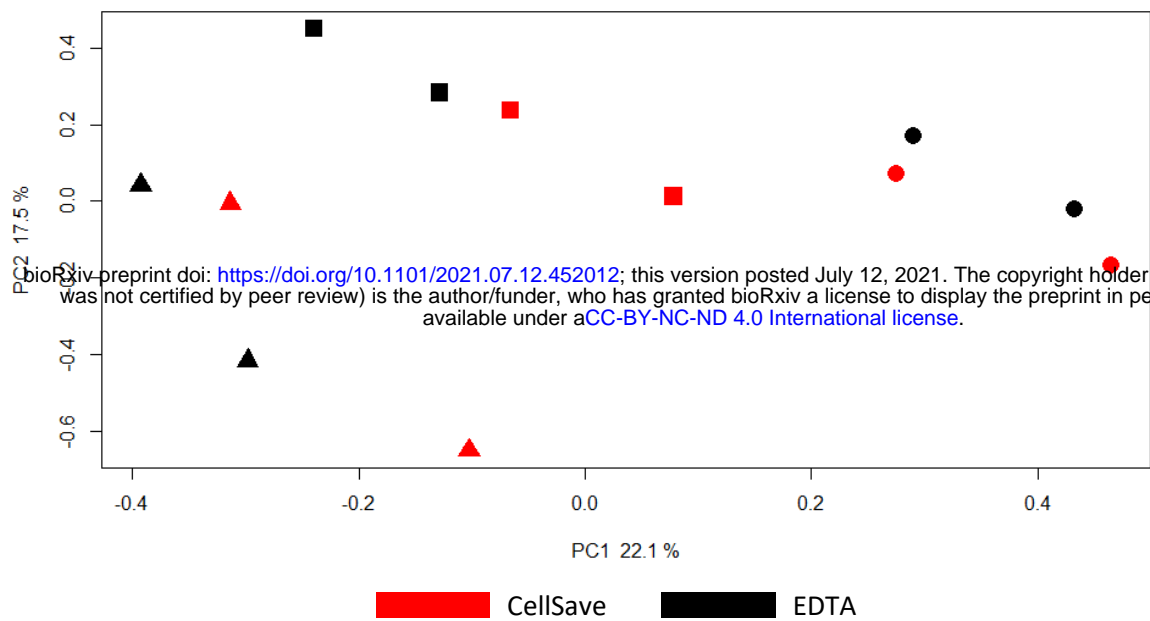 0.4
0.2
0.0
-0.2
-0.4
-0.6
PC2 17.5 %
bioRxiv preprint doi: https://doi.org/10.1101/2021.07.12.452012; this version posted July 12, 2021. The copyright holder
was not certified by peer review) is the author/funder, who has granted bioRxiv a license to display the preprint in pe
available under aCC-BY-NC-ND 4.0 International license.
-0.4 -0.2 0.0 0.2 0.4
PC1 22.1 %
CellSave EDTA